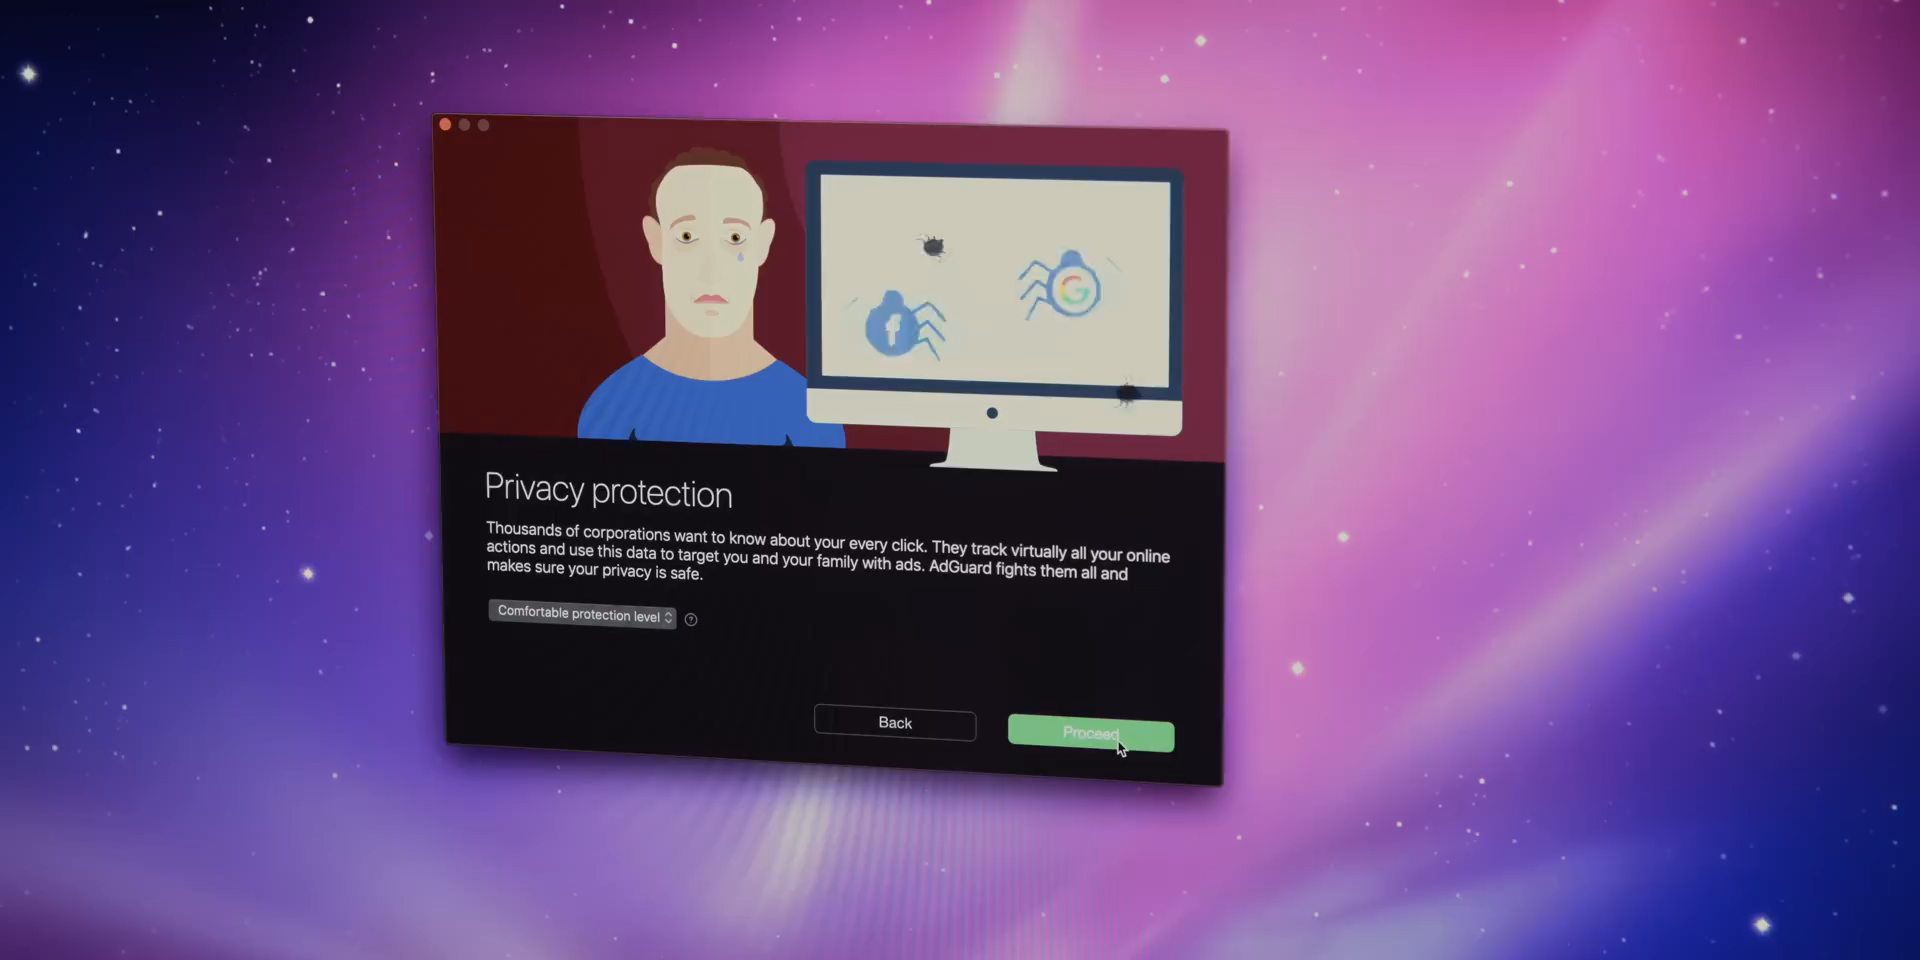 f
G
Privacy protection
Thousands of corporations want to know about your every click. They track virtually all your online
actions and use this data to target you and your family with ads. AdGuard fights them all and
makes sure your privacy is safe.
Comfortable protection level
?
Back
Proceed